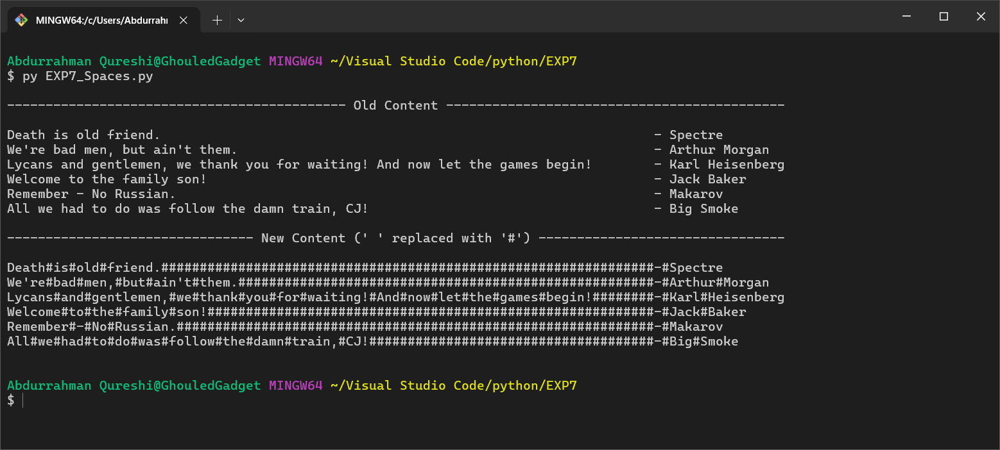 MINGW64:/c/Users/Abdurrahı
Abdurrahman Qureshi@GhouledGadget MINGW64 ~/Visual Studio Code/python/EXP7
$ py EXP7_Spaces.py
-------------------------------------------- Old Content --------------------------------------------
Death is old friend.                                                                - Spectre
We're bad men, but ain't them.                                                      - Arthur Morgan
Lycans and gentlemen, we thank you for waiting! And now let the games begin!        - Karl Heisenberg
Welcome to the family son!                                                          - Jack Baker
Remember - No Russian.                                                              - Makarov
All we had to do was follow the damn train, CJ!                                     - Big Smoke
-------------------------------- New Content (' ' replaced with '#') --------------------------------
Death#is#old#friend.################################################################-#Spectre
We're#bad#men,#but#ain't#them.######################################################-#Arthur#Morgan
Lycans#and#gentlemen,#we#thank#you#for#waiting!#And#now#let#the#games#begin!########-#Karl#Heisenberg
Welcome#to#the#family#son!##########################################################-#Jack#Baker
Remember#-#No#Russian.##############################################################-#Makarov
All#we#had#to#do#was#follow#the#damn#train,#CJ!#####################################-#Big#Smoke
Abdurrahman Qureshi@GhouledGadget MINGW64 ~/Visual Studio Code/python/EXP7
$